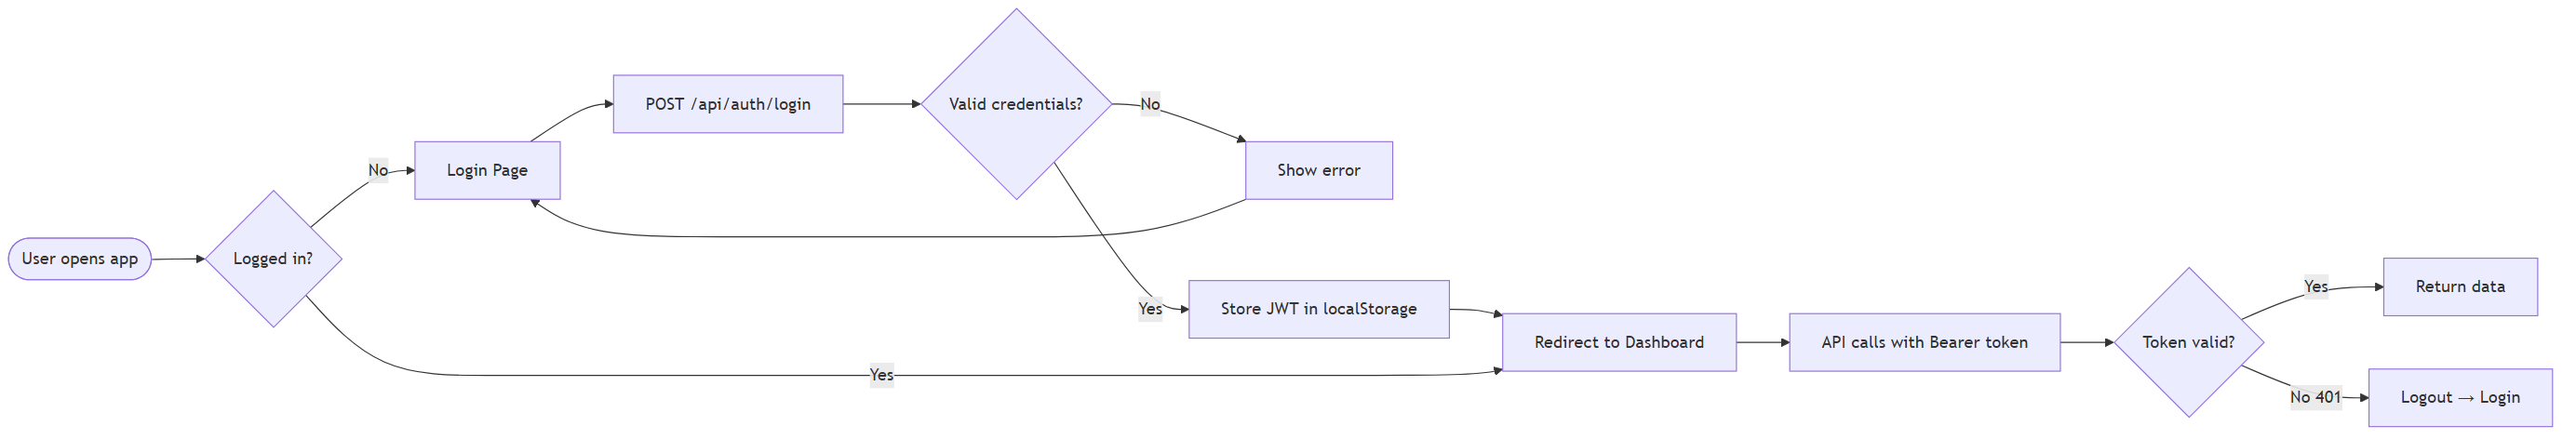 User opens app
Logged in?
No
Login Page
POST /api/auth/login
Valid credentials?
No
Show error
Yes
Store JWT in localStorage
Yes
Redirect to Dashboard
API calls with Bearer token
Token valid?
Yes
Return data
No 401
Logout → Login